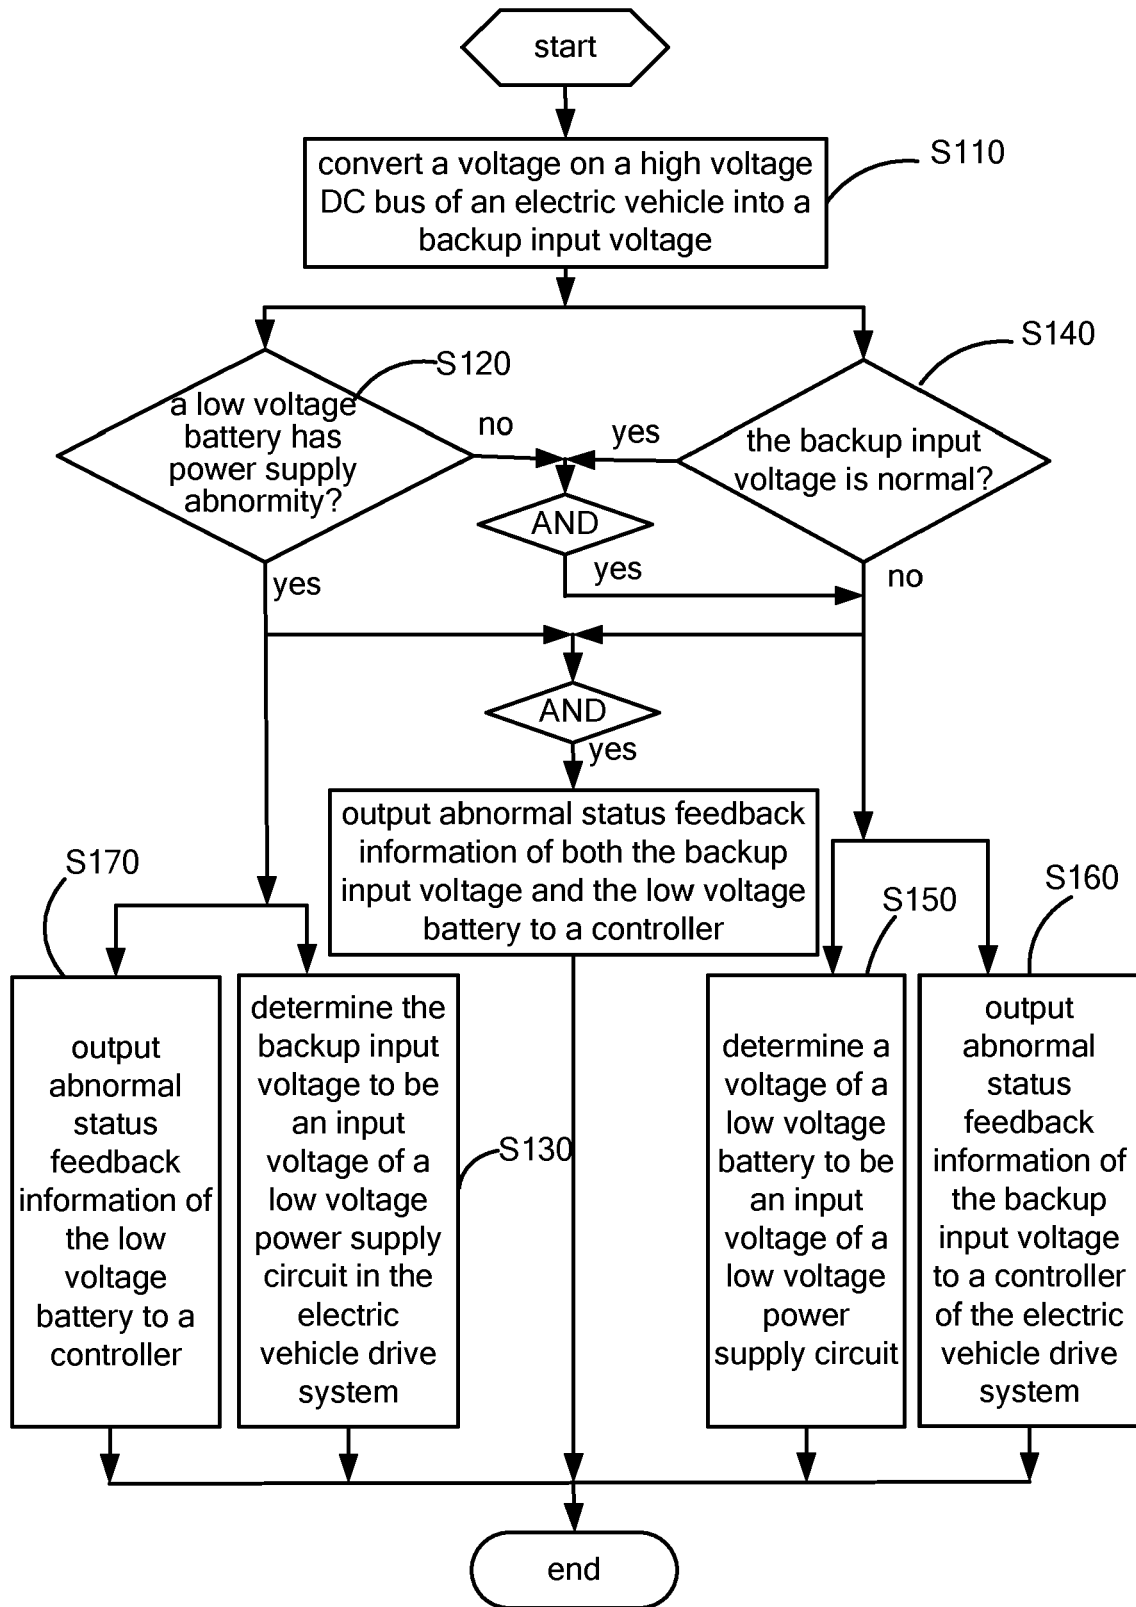 start
convert a voltage on a high voltage
DC bus of an electric vehicle into a
backup input voltage
S110
S120
S140
a low voltage
battery has
power supply
abnormity?
no
yes
the backup input
voltage is normal?
AND
yes
yes
no
AND
yes
output abnormal status feedback
information of both the backup
input voltage and the low voltage
battery to a controller
S170
S150
S160
output
abnormal
status
feedback
information of
the low
voltage
battery to a
controller
determine the
backup input
voltage to be
an input
voltage of a
low voltage
power supply
circuit in the
electric
vehicle drive
system
S130
determine a
voltage of a
low voltage
battery to be
an input
voltage of a
low voltage
power
supply circuit
output
abnormal
status
feedback
information of
the backup
input voltage
to a controller
of the electric
vehicle drive
system
end